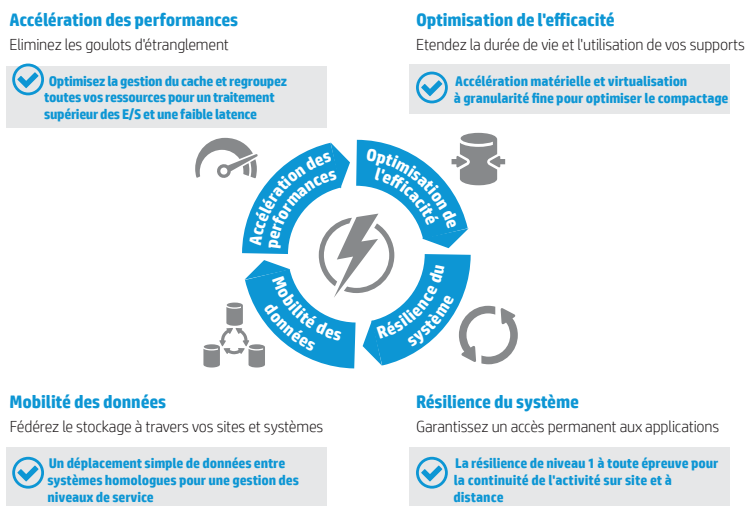 Accélération des performances
Eliminez les goulots d'étranglement
Optimisez la gestion du cache et regroupez
toutes vos ressources pour un traitement
supérieur des E/S et une faible latence
Optimisation de l'efficacité
Etendez la durée de vie et l'utilisation de vos supports
Accélération matérielle et virtualisation
à granularité fine pour optimiser le compactage
Accélération des
performances
Optimisation de
l'efficacité
Mobilité des
données
Résilience du
système
Mobilité des données
Fédérez le stockage à travers vos sites et systèmes
Un déplacement simple de données entre
systèmes homologues pour une gestion des
niveaux de service
Résilience du système
Garantissez un accès permanent aux applications
La résilience de niveau 1 à toute épreuve pour
la continuité de l'activité sur site et à
distance